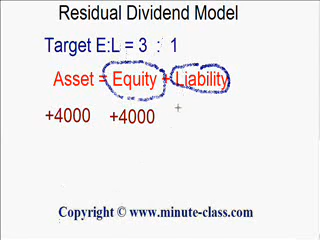 Residual Dividend Model
Target E:L = 3 : 1
Asset = Equity + Liability
+4000 +4000
Copyright © www.minute-class.com